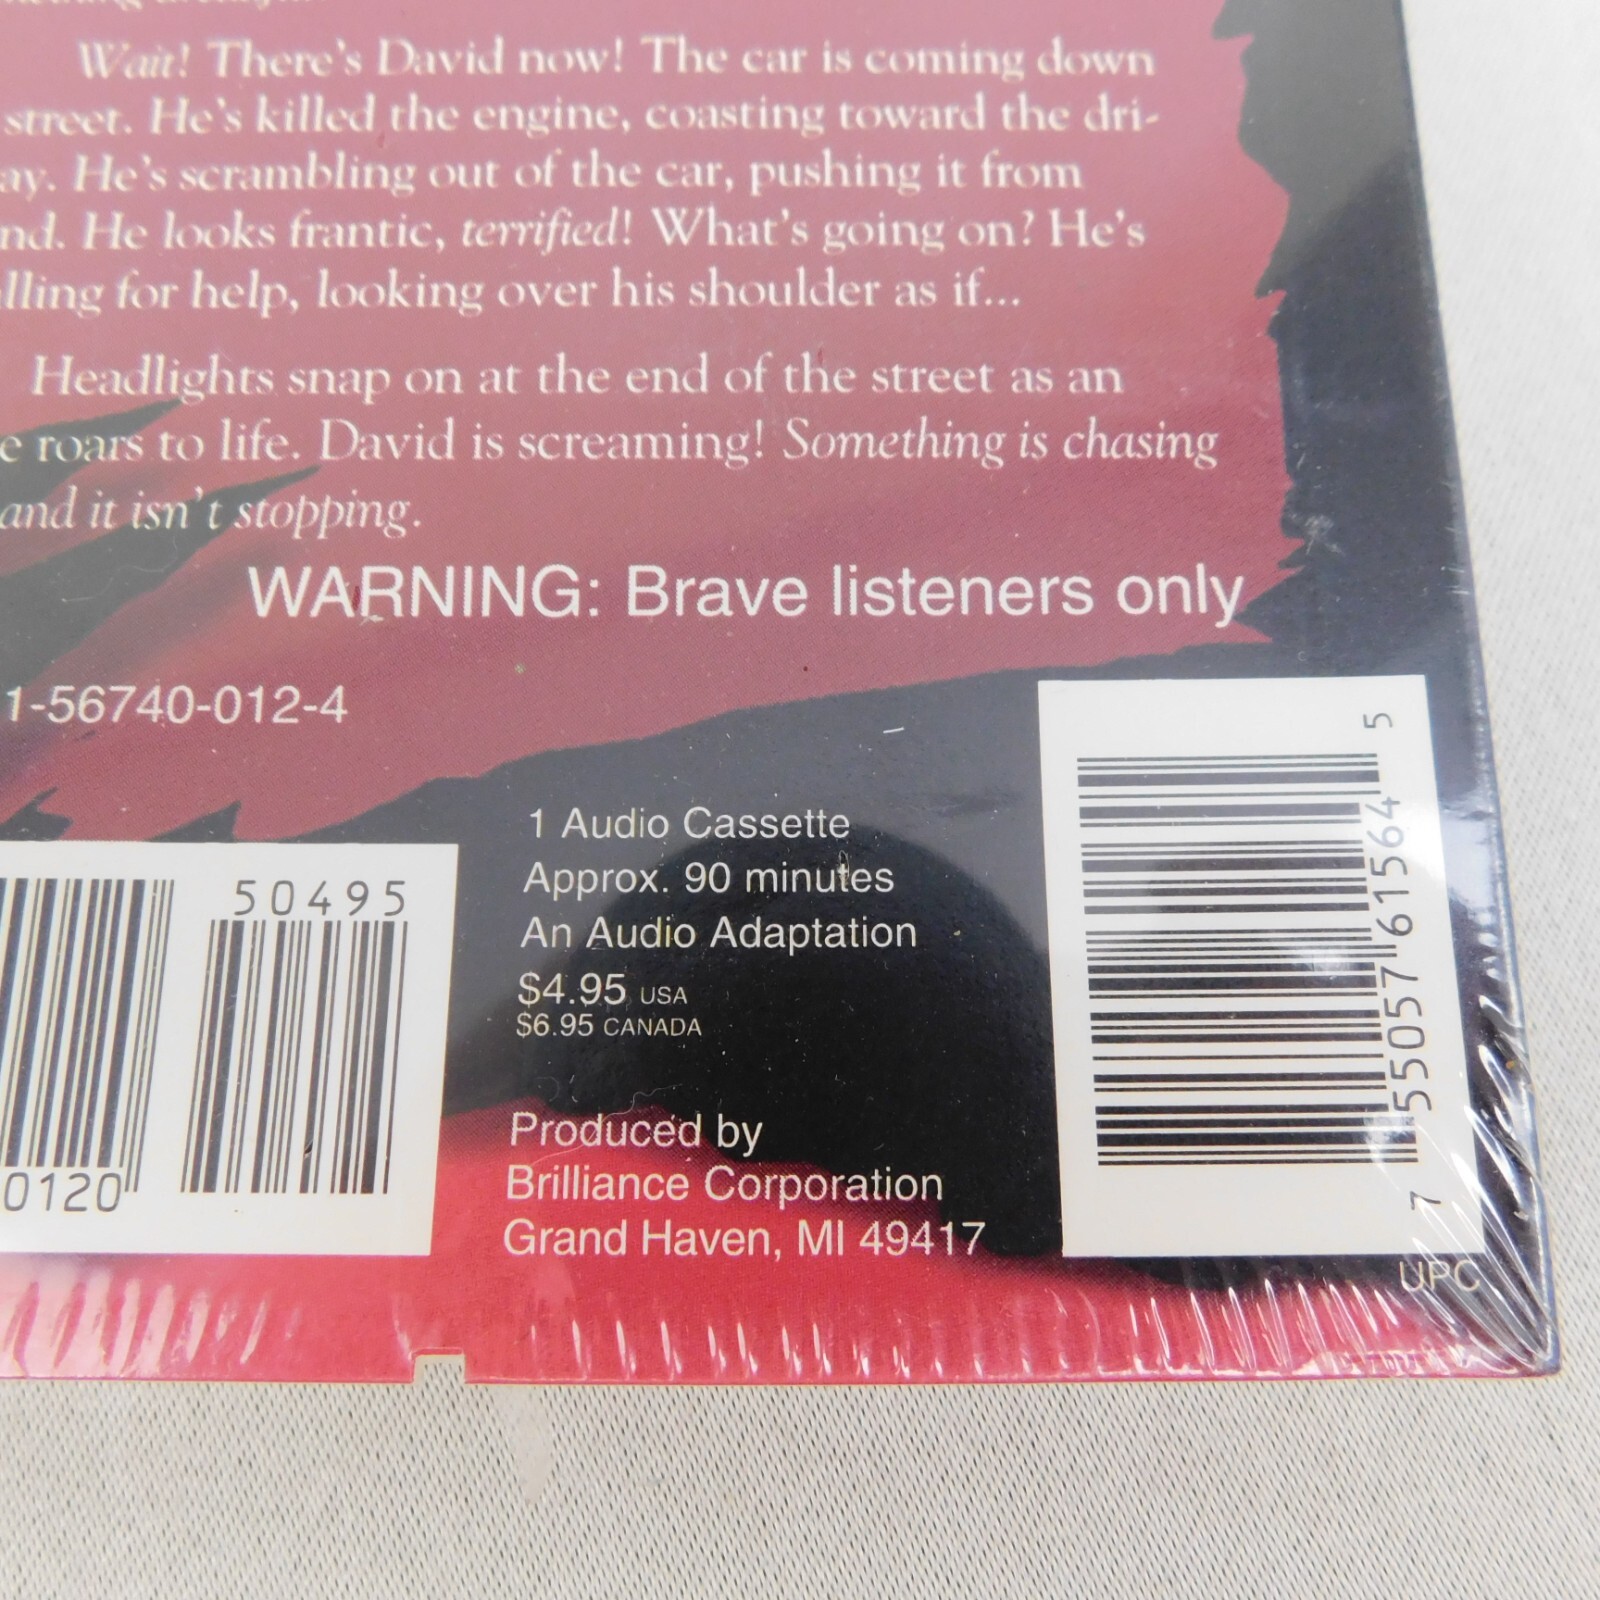 Wait! There's David now! The car is coming down
street. He's killed the engine, coasting toward the dri-
ay. He's scrambling out of the car, pushing it from
nd. He looks frantic, terrified! What's going on? He's
lling for help, looking over his shoulder as if...
Headlights snap on at the end of the street as an
e roars to life. David is screaming! Something is chasing
and it isn't stopping.
WARNING: Brave listeners only
1-56740-012-4
50495
0120
1 Audio Cassette
Approx. 90 minutes
An Audio Adaptation
$4.95 USA
$6.95 CANADA
Produced by
Brilliance Corporation
Grand Haven, MI 49417
7 55057 61564 5
UPC